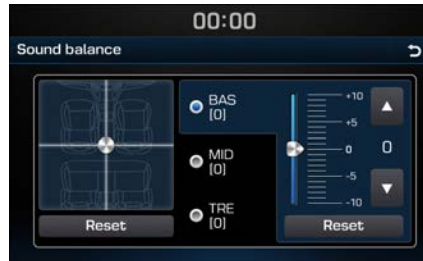 00:00
Sound balance
BAS
[0]
MID
[0]
TRE
[0]
Reset
+10
+5
0
-5
-10
0
Reset